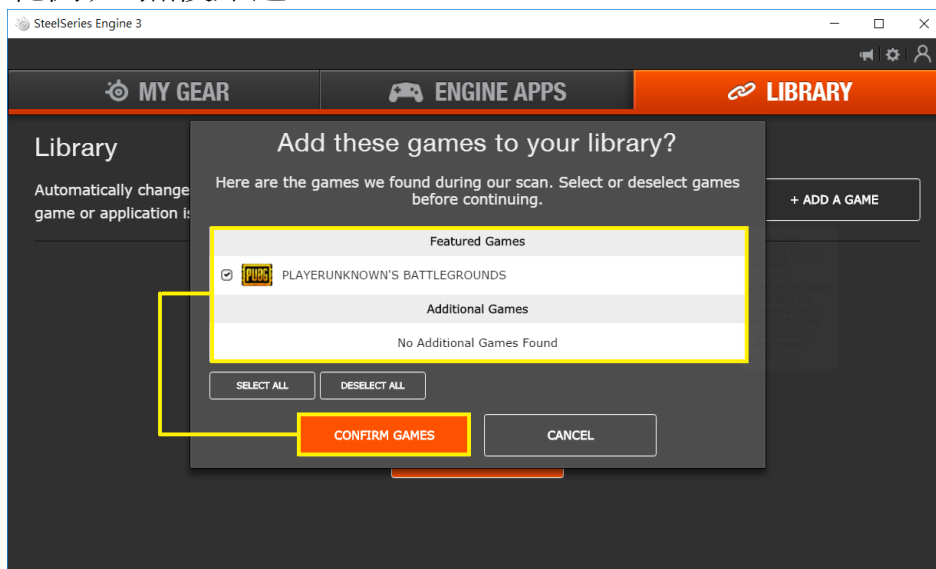 SteelSeries Engine 3
MY GEAR
ENGINE APPS
LIBRARY
Library
Automatically change
game or application i
+ ADD A GAME
Add these games to your library?
Here are the games we found during our scan. Select or deselect games
before continuing.
Featured Games
PUBG
PLAYERUNKNOWN'S BATTLEGROUNDS
Additional Games
No Additional Games Found
SELECT ALL
DESELECT ALL
CONFIRM GAMES
CANCEL